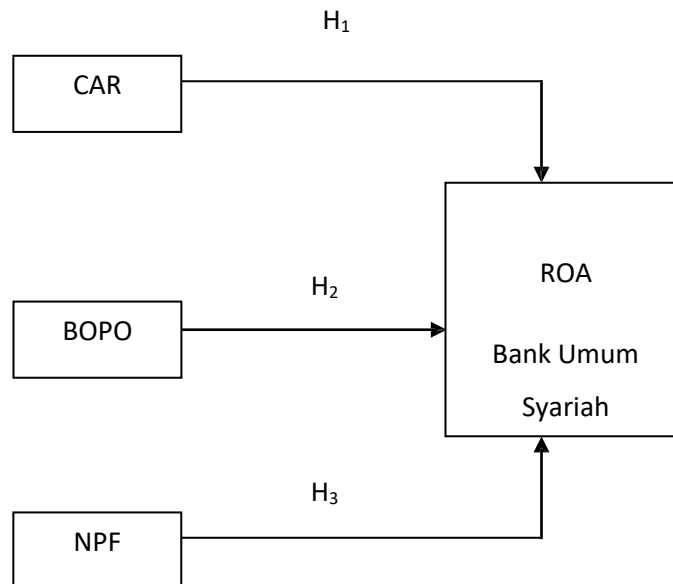 H₁
CAR
ROA
H₂
BOPO
Bank Umum
Syariah
H₃
NPF